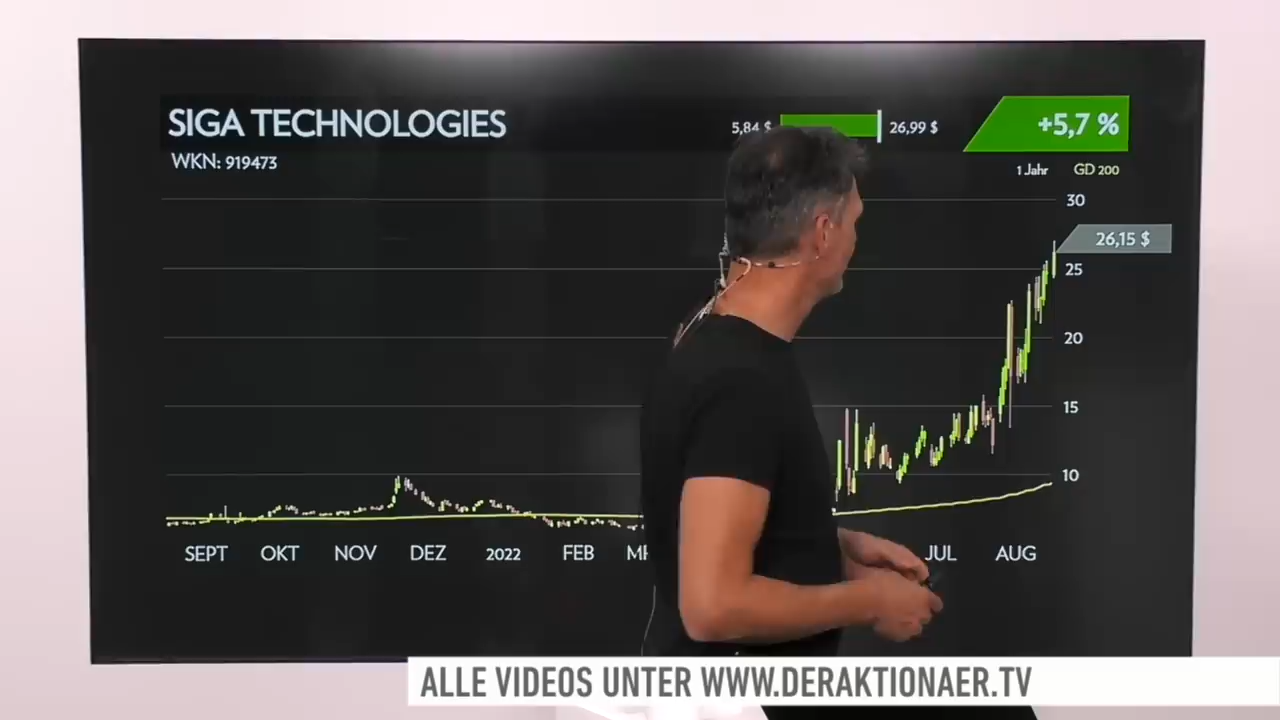 SIGA TECHNOLOGIES
WKN: 919473
5,84 $ 26,99 $
+5,7 %
1 Jahr GD 200
30
26,15 $
25
20
15
10
SEPT OKT NOV DEZ 2022 FEB JUL AUG
ALLE VIDEOS UNTER WWW.DERAKTIONAER.TV